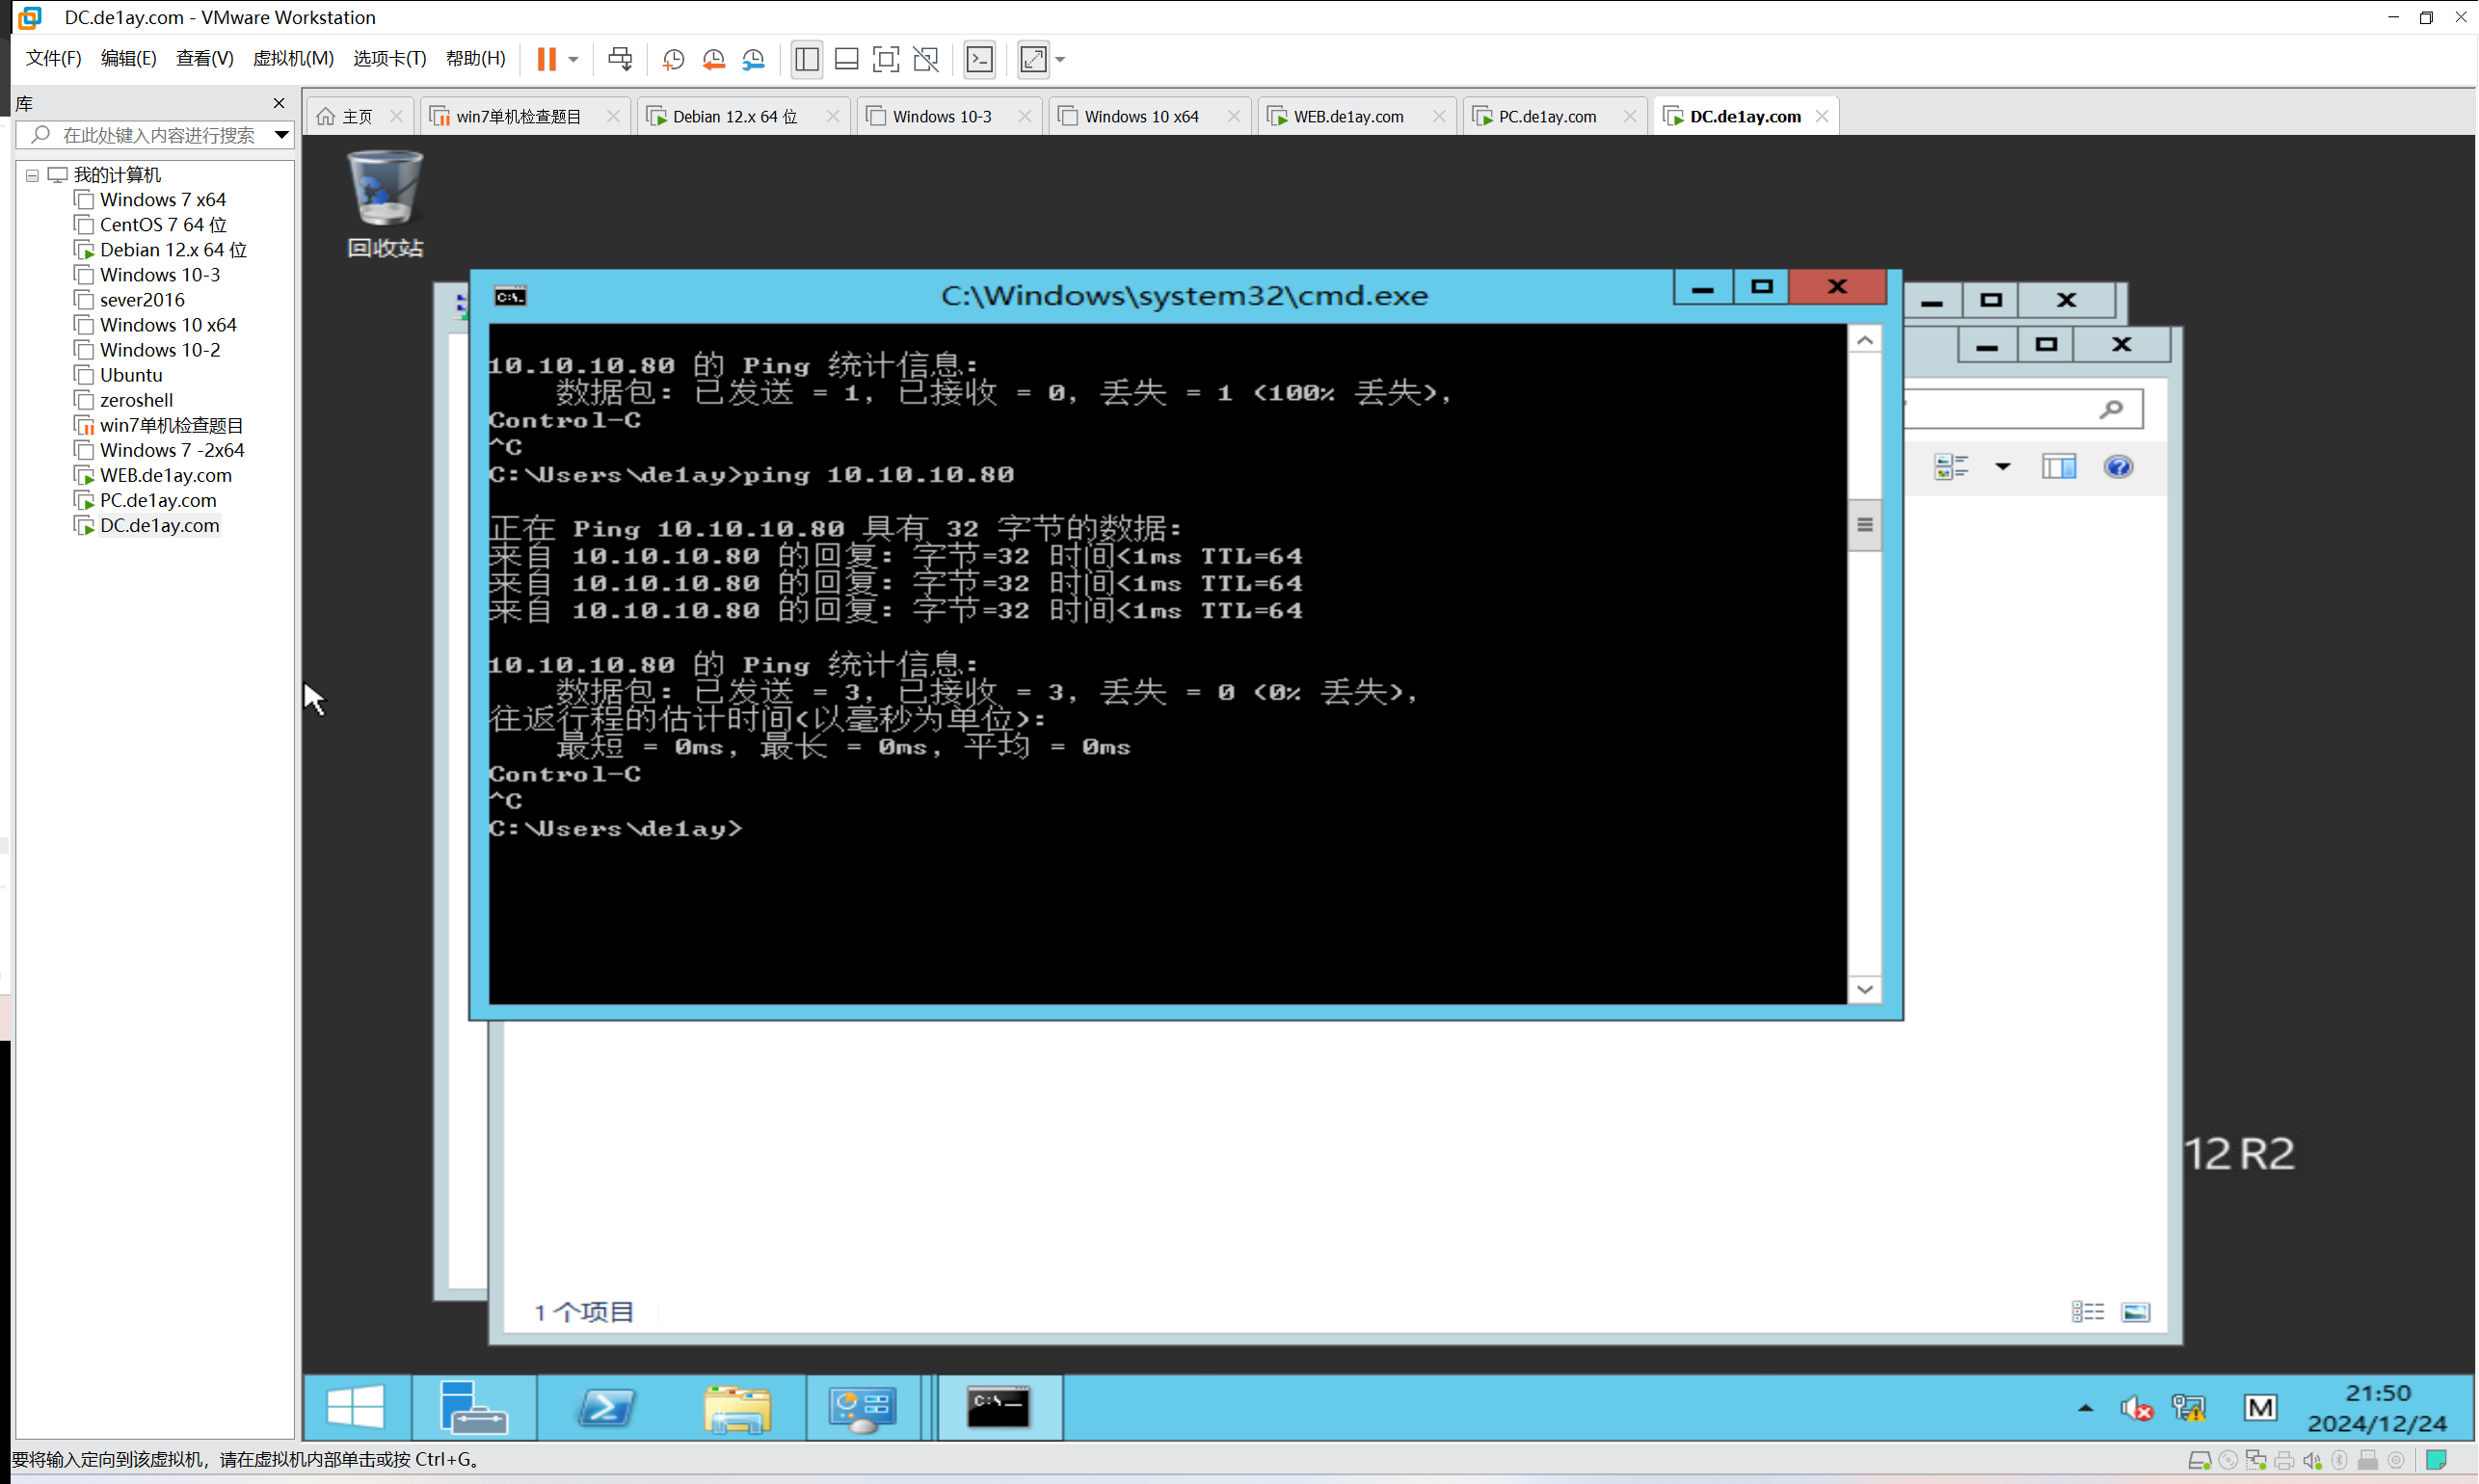 DC.de1ay.com - VMware Workstation
文件(F) 编辑(E) 查看(V) 虚拟机(M) 选项卡(T) 帮助(H)
库
在此处键入内容进行搜索
我的计算机
Windows 7 x64
CentOS 7 64 位
Debian 12.x 64 位
Windows 10-3
sever2016
Windows 10 x64
Windows 10-2
Ubuntu
zeroshell
win7单机检查题目
Windows 7 -2x64
WEB.de1ay.com
PC.de1ay.com
DC.de1ay.com
主页 win7单机检查题目 Debian 12.x 64 位 Windows 10-3 Windows 10 x64 WEB.de1ay.com PC.de1ay.com DC.de1ay.com
回收站
C:\Windows\system32\cmd.exe
10.10.10.80 的 Ping 统计信息:
数据包: 已发送 = 1, 已接收 = 0, 丢失 = 1 (100% 丢失),
Control-C
^C
C:\Users\de1ay>ping 10.10.10.80
正在 Ping 10.10.10.80 具有 32 字节的数据:
来自 10.10.10.80 的回复: 字节=32 时间<1ms TTL=64
来自 10.10.10.80 的回复: 字节=32 时间<1ms TTL=64
来自 10.10.10.80 的回复: 字节=32 时间<1ms TTL=64
10.10.10.80 的 Ping 统计信息:
数据包: 已发送 = 3, 已接收 = 3, 丢失 = 0 (0% 丢失),
往返行程的估计时间(以毫秒为单位):
最短 = 0ms, 最长 = 0ms, 平均 = 0ms
Control-C
^C
C:\Users\de1ay>
12 R2
1 个项目
M
21:50
2024/12/24
要将输入定向到该虚拟机，请在虚拟机内部单击或按 Ctrl+G。